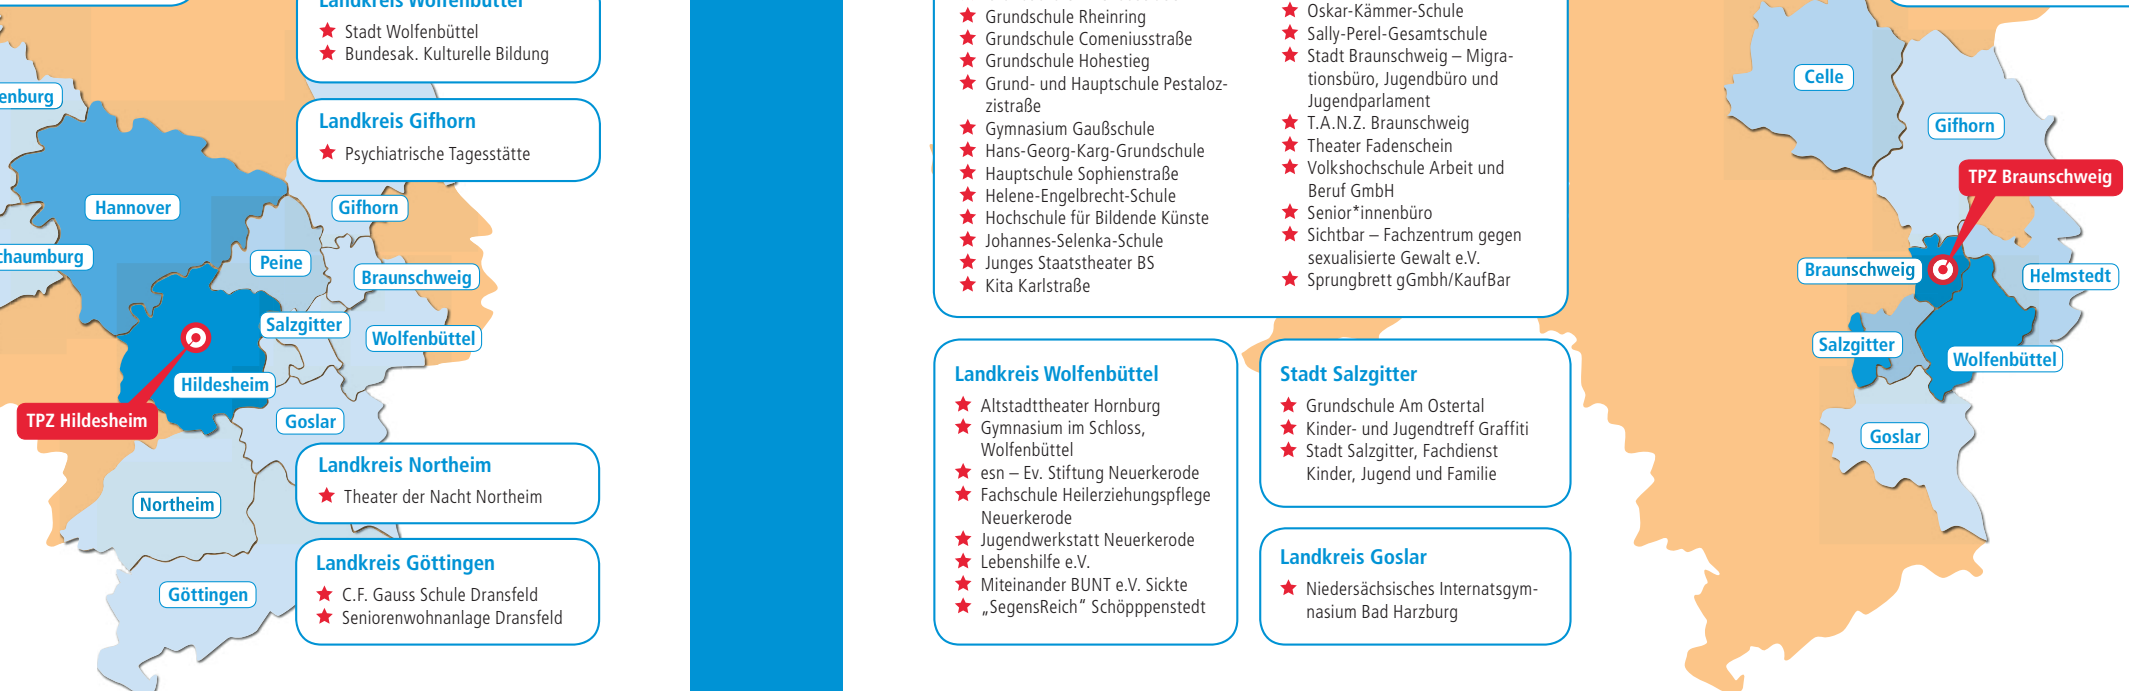 Landkreis Wolfenbüttel
Stadt Wolfenbüttel
Bundesak. Kulturelle Bildung
enburg
Landkreis Gifhorn
Psychiatrische Tagesstätte
Hannover
Gifhorn
chaumburg
Peine
Braunschweig
Salzgitter
Wolfenbüttel
Hildesheim
TPZ Hildesheim
Goslar
Landkreis Northeim
Theater der Nacht Northeim
Northeim
Landkreis Göttingen
C.F. Gauss Schule Dransfeld
Seniorenwohnanlage Dransfeld
Göttingen
Grundschule Rheinring
Grundschule Comeniusstraße
Grundschule Hohestieg
Grund- und Hauptschule Pestaloz-
zistraße
Gymnasium Gaußschule
Hans-Georg-Karg-Grundschule
Hauptschule Sophienstraße
Helene-Engelbrecht-Schule
Hochschule für Bildende Künste
Johannes-Selenka-Schule
Junges Staatstheater BS
Kita Karlstraße
Oskar-Kämmer-Schule
Sally-Perel-Gesamtschule
Stadt Braunschweig – Migra-
tionsbüro, Jugendbüro und
Jugendparlament
T.A.N.Z. Braunschweig
Theater Fadenschein
Volkshochschule Arbeit und
Beruf GmbH
Senior*innenbüro
Sichtbar – Fachzentrum gegen
sexualisierte Gewalt e.V.
Sprungbrett gGmbh/KaufBar
Landkreis Wolfenbüttel
Altstadttheater Hornburg
Gymnasium im Schloss,
Wolfenbüttel
esn – Ev. Stiftung Neuerkerode
Fachschule Heilerziehungspflege
Neuerkerode
Jugendwerkstatt Neuerkerode
Lebenshilfe e.V.
Miteinander BUNT e.V. Sickte
„SegensReich“ Schöpppenstedt
Stadt Salzgitter
Grundschule Am Ostertal
Kinder- und Jugendtreff Graffiti
Stadt Salzgitter, Fachdienst
Kinder, Jugend und Familie
Landkreis Goslar
Niedersächsisches Internatsgym-
nasium Bad Harzburg
Celle
Gifhorn
TPZ Braunschweig
Braunschweig
Helmstedt
Salzgitter
Wolfenbüttel
Goslar